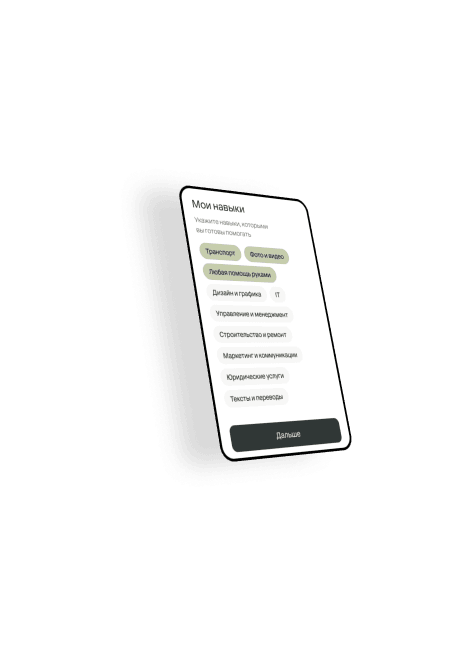 Мои навыки
Укажите навыки, которыми
вы готовы помогать
Транспорт Фото и видео
Любая помощь руками
Дизайн и графика IT
Управление и менеджмент
Строительство и ремонт
Маркетинг и коммуникации
Юридические услуги
Тексты и переводы
Дальше